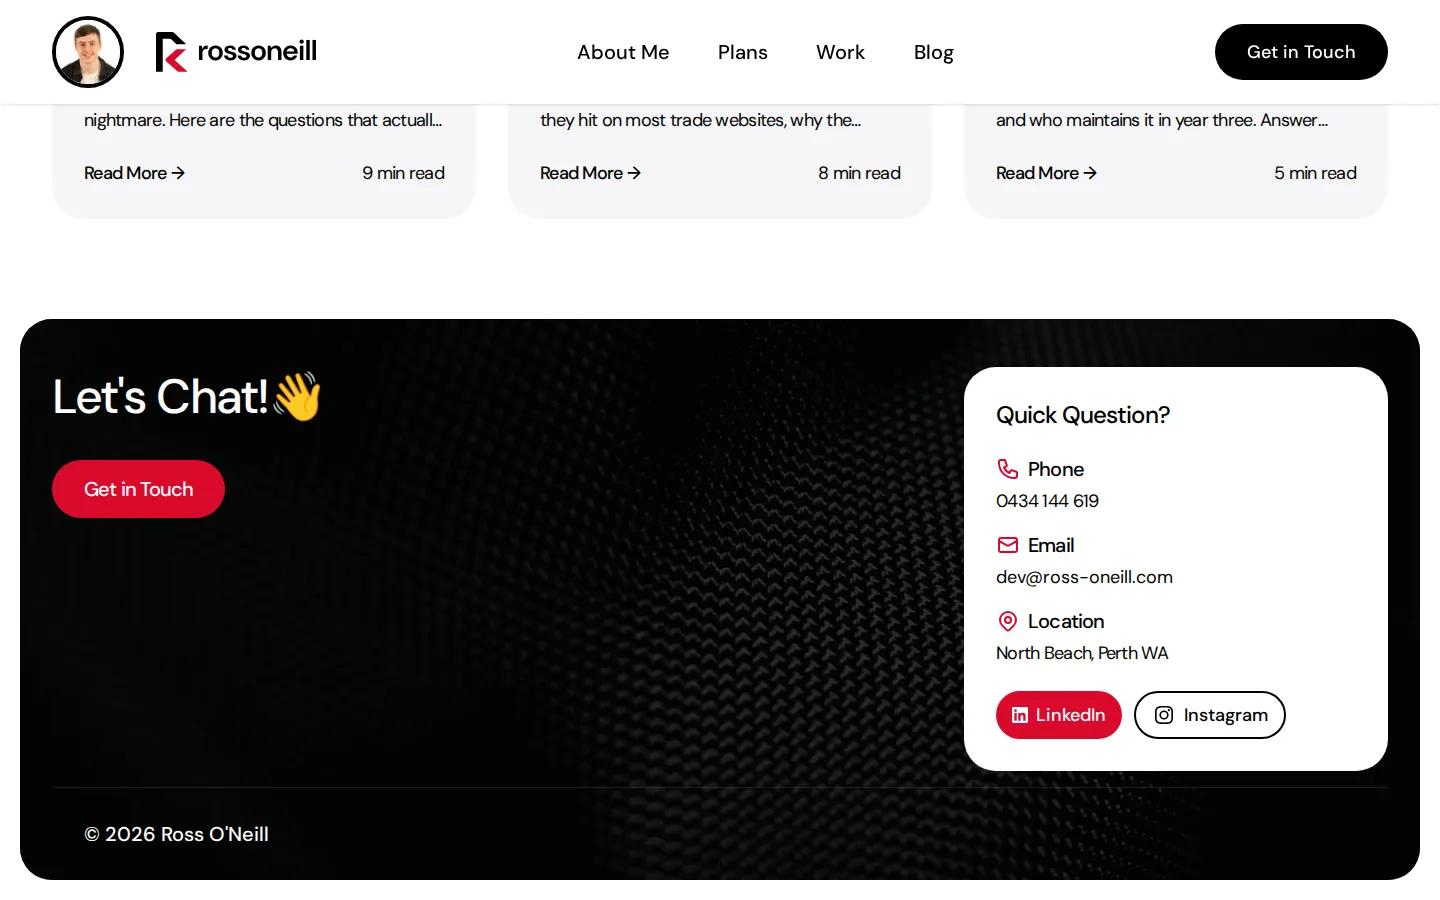 rossoneill
About Me
Plans
Work
Blog
Get in Touch
nightmare. Here are the questions that actuall...
Read More →
9 min read
they hit on most trade websites, why the...
Read More →
8 min read
and who maintains it in year three. Answer...
Read More →
5 min read
Let's Chat!👋
Get in Touch
Quick Question?
Phone
0434 144 619
Email
dev@ross-oneill.com
Location
North Beach, Perth WA
LinkedIn
Instagram
© 2026 Ross O'Neill